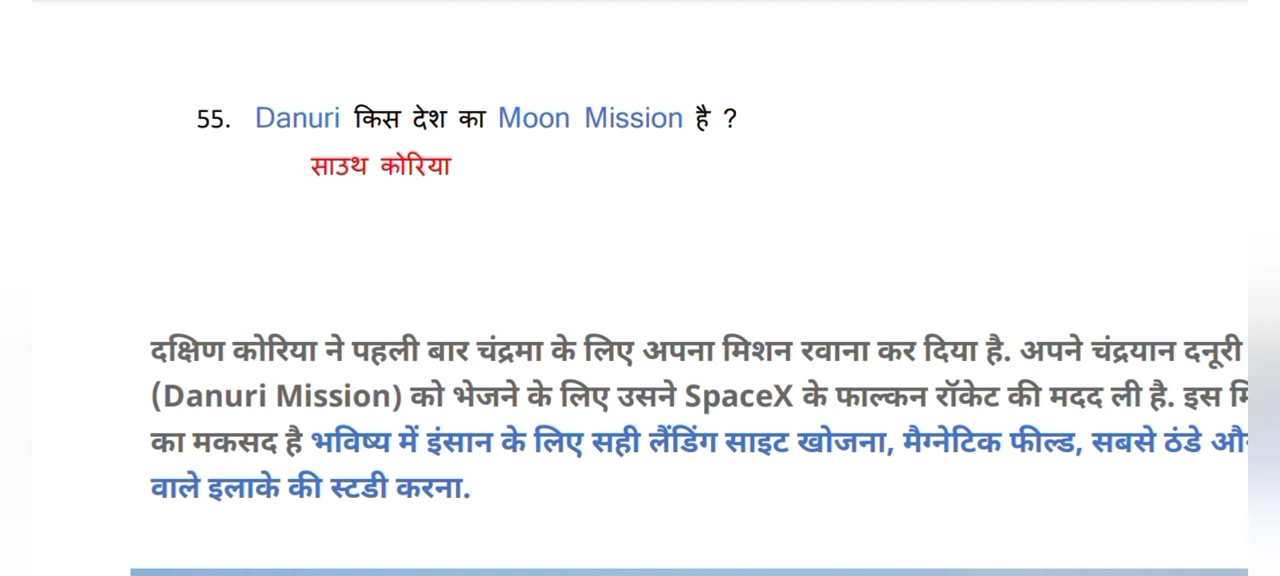 55. Danuri किस देश का Moon Mission है ?
साउथ कोरिया
दक्षिण कोरिया ने पहली बार चंद्रमा के लिए अपना मिशन रवाना कर दिया है. अपने चंद्रयान दनूरी
(Danuri Mission) को भेजने के लिए उसने SpaceX के फाल्कन रॉकेट की मदद ली है. इस
का मकसद है भविष्य में इंसान के लिए सही लैंडिंग साइट खोजना, मैग्नेटिक फील्ड, सबसे ठंडे
वाले इलाके की स्टडी करना.